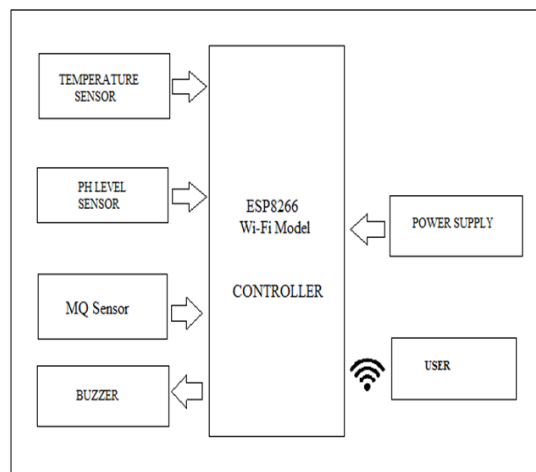 TEMPERATURE
SENSOR
PH LEVEL
SENSOR
MQ Sensor
BUZZER
ESP8266
Wi-Fi Model
CONTROLLER
POWER SUPPLY
USER